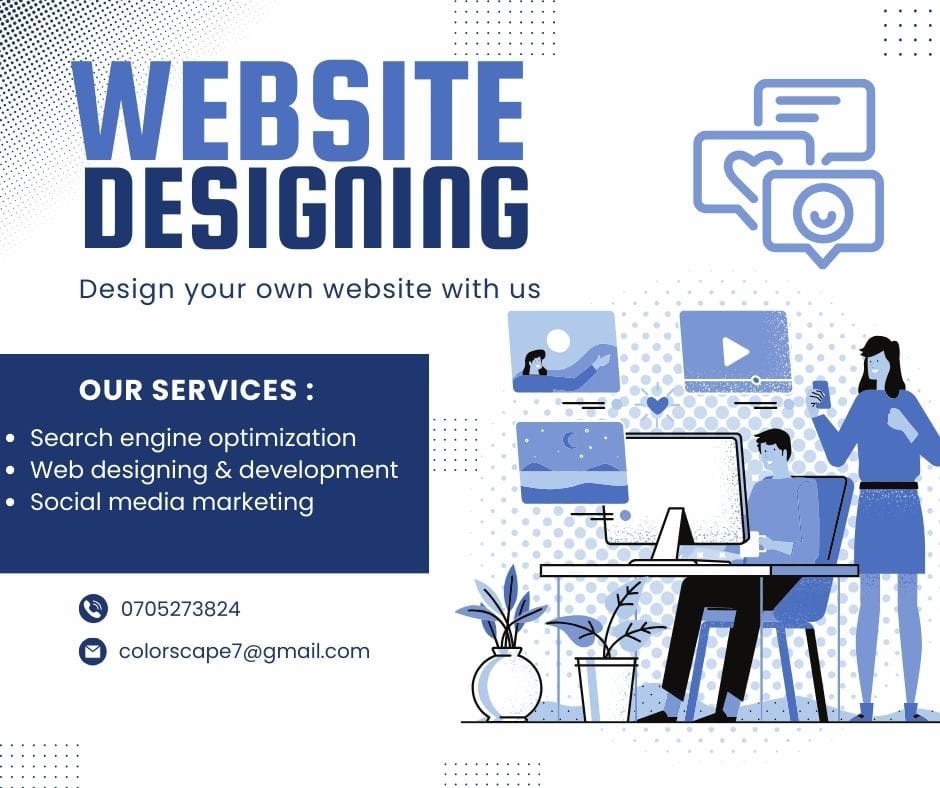 WEBSITE
DESIGNING
Design your own website with us
OUR SERVICES :
• Search engine optimization
• Web designing & development
• Social media marketing
0705273824
colorscape7@gmail.com